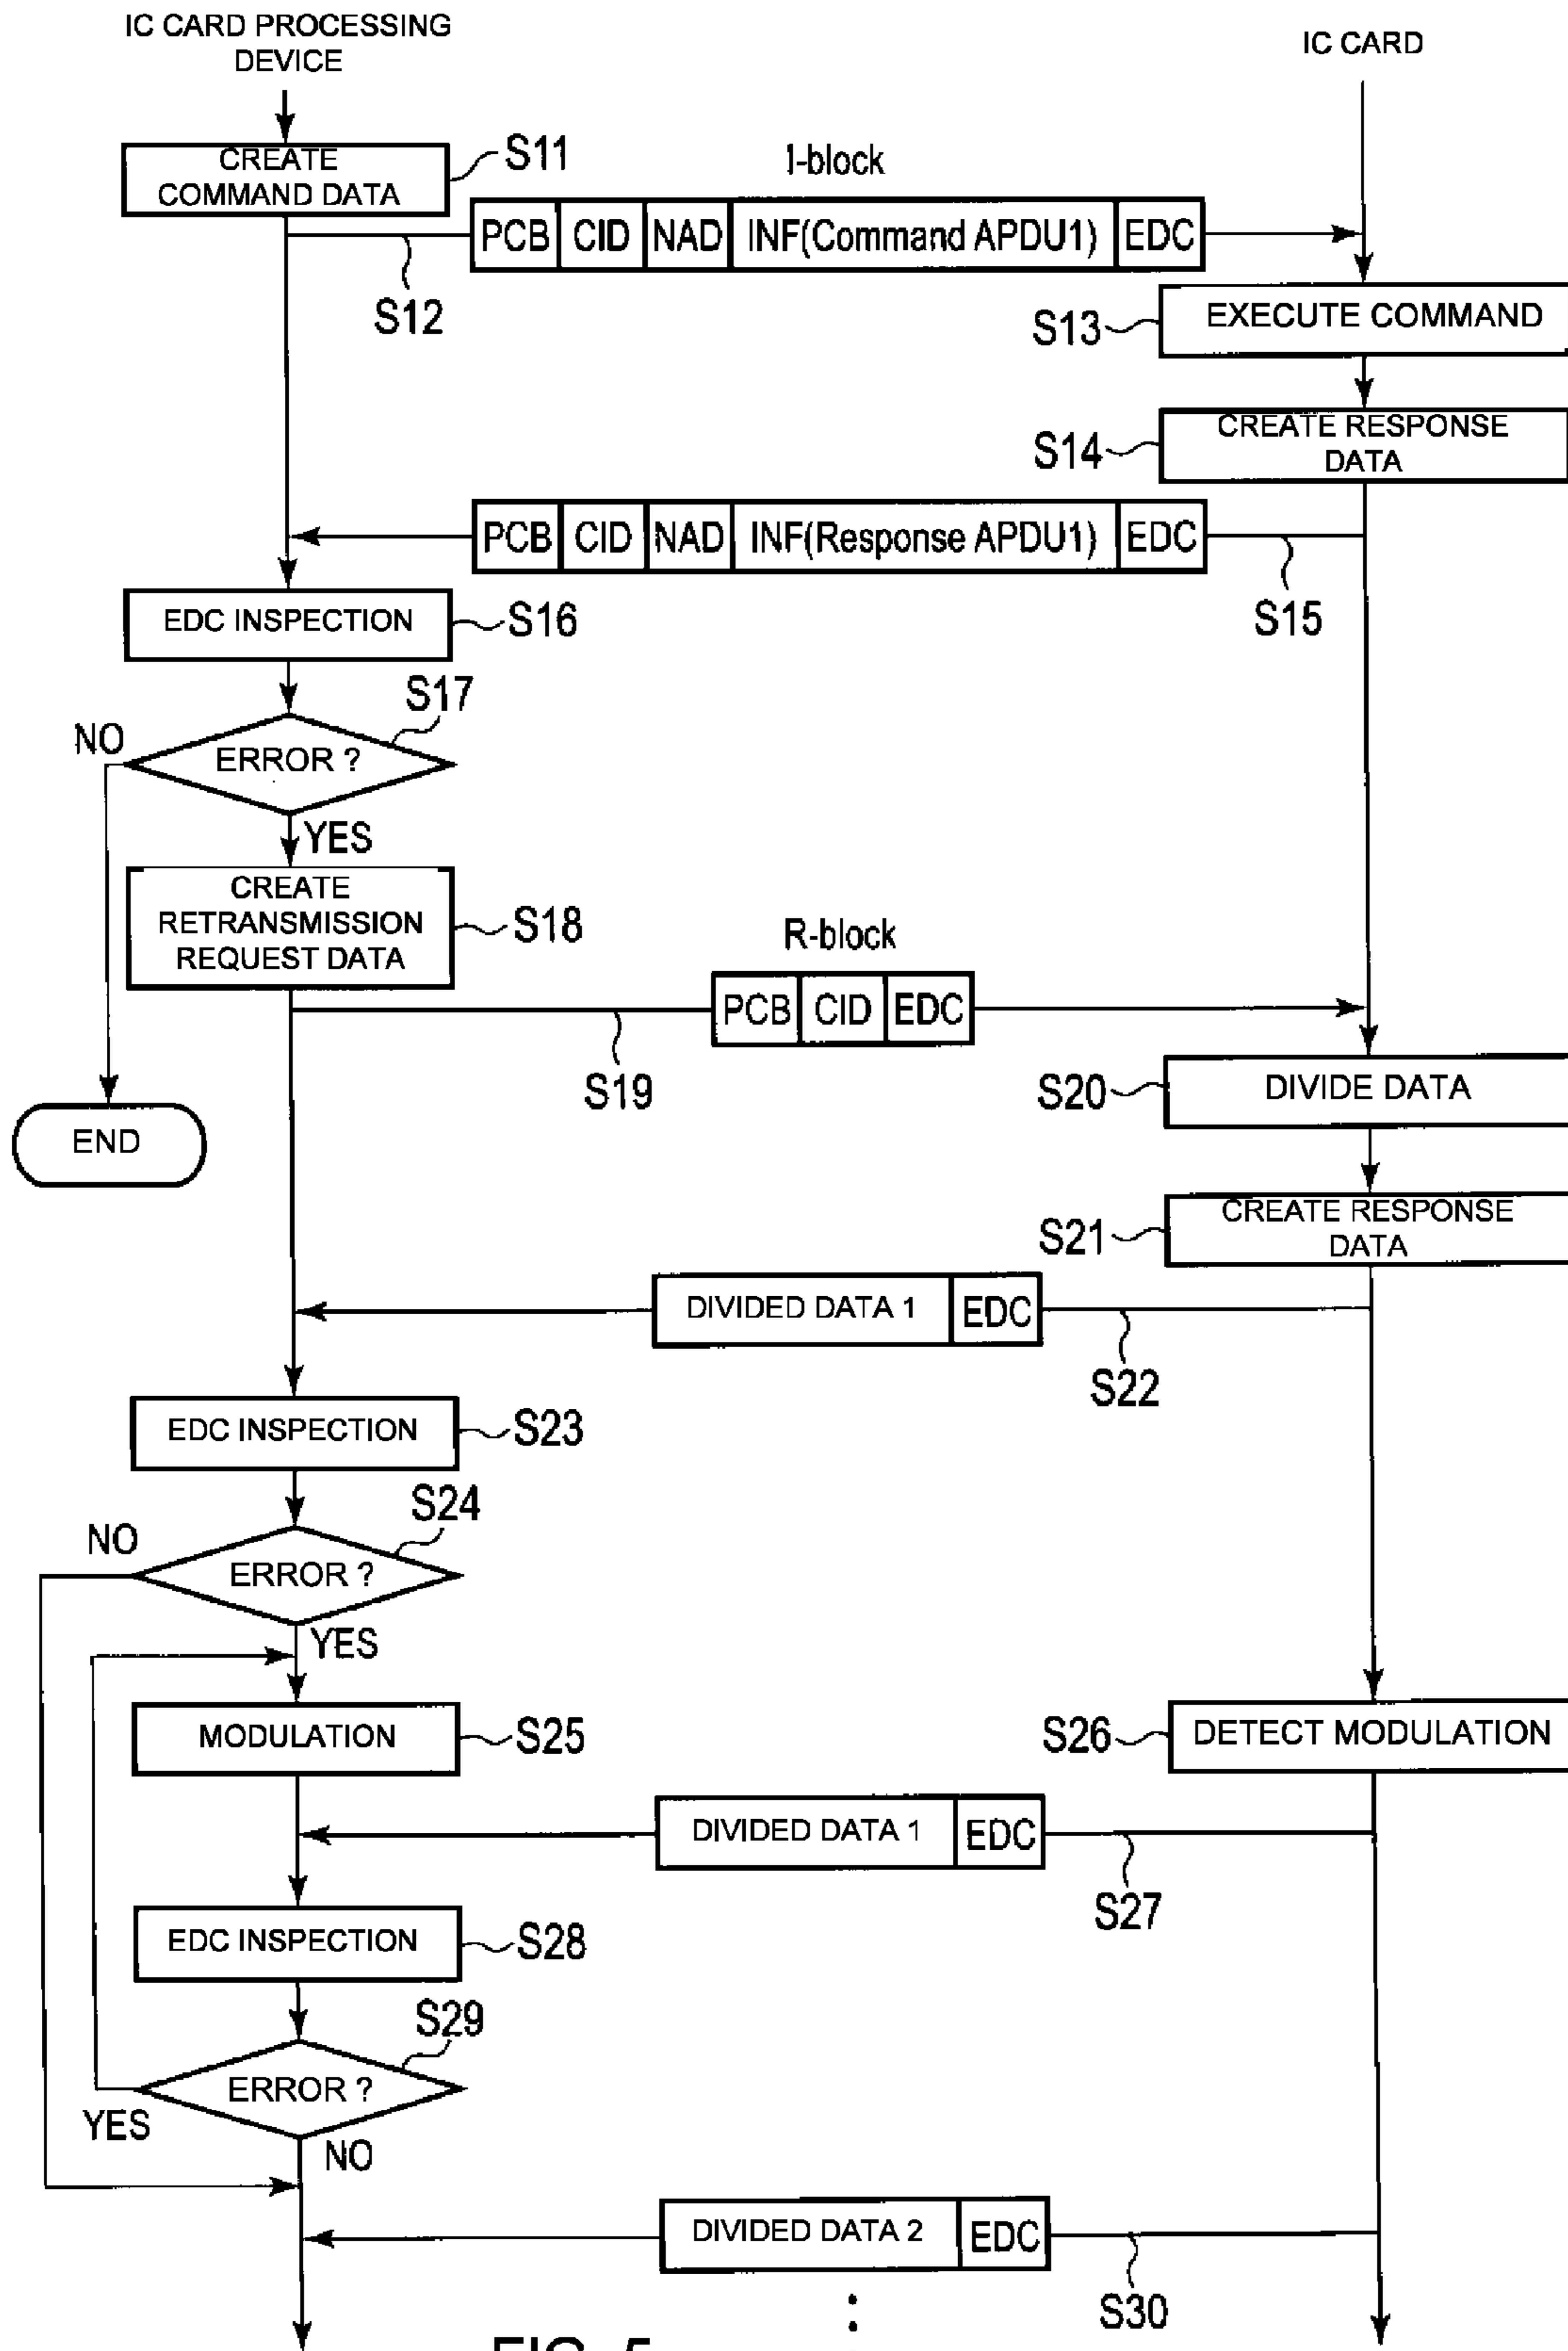 IC CARD PROCESSING
DEVICE
IC CARD
CREATE
COMMAND DATA
S11
I-block
PCB CID NAD INF(Command APDU1) EDC
S12
S13
EXECUTE COMMAND
S14
CREATE RESPONSE
DATA
PCB CID NAD INF(Response APDU1) EDC
S15
EDC INSPECTION
S16
S17
NO
ERROR ?
YES
CREATE
RETRANSMISSION
REQUEST DATA
S18
R-block
PCB CID EDC
S19
S20
DIVIDE DATA
END
S21
CREATE RESPONSE
DATA
DIVIDED DATA 1 EDC
S22
EDC INSPECTION
S23
S24
NO
ERROR ?
YES
MODULATION
S25
S26
DETECT MODULATION
DIVIDED DATA 1 EDC
S27
EDC INSPECTION
S28
S29
ERROR ?
YES
NO
DIVIDED DATA 2 EDC
S30
FIG. 5